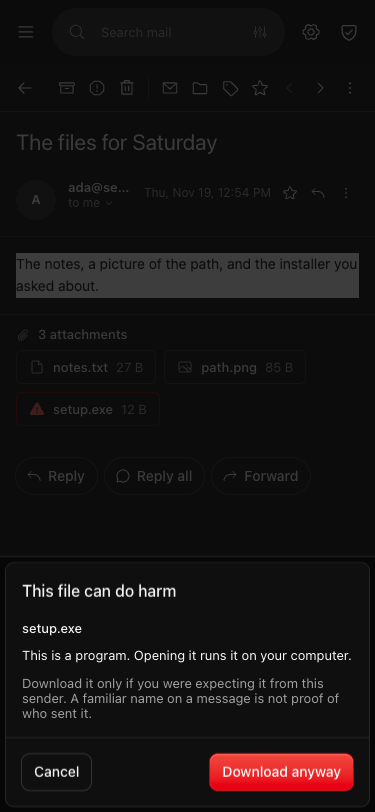 Search mail
The files for Saturday
A
ada@se...
Thu, Nov 19, 12:54 PM
to me
The notes, a picture of the path, and the installer you
asked about.
3 attachments
notes.txt 27 B
path.png 85 B
setup.exe 12 B
Reply
Reply all
Forward
This file can do harm
setup.exe
This is a program. Opening it runs it on your computer.
Download it only if you were expecting it from this
sender. A familiar name on a message is not proof of
who sent it.
Cancel
Download anyway